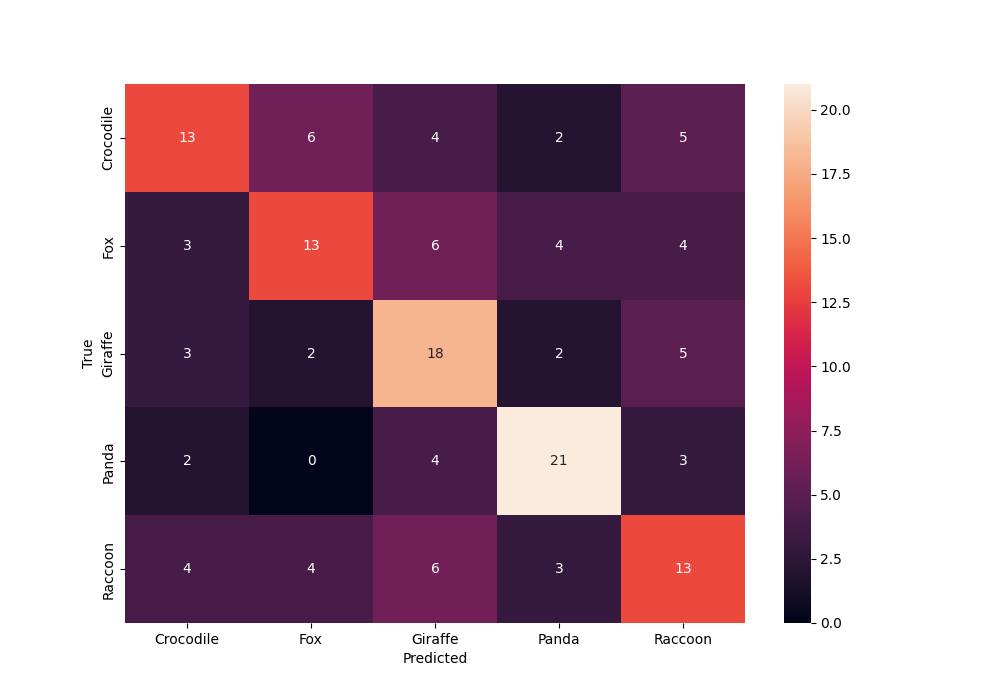 Crocodile 13 6 4 2 5
Fox 3 13 6 4 4
Giraffe 3 2 18 2 5
Panda 2 0 4 21 3
Raccoon 4 4 6 3 13
True
Crocodile Fox Giraffe Panda Raccoon
Predicted
20.0
17.5
15.0
12.5
10.0
7.5
5.0
2.5
0.0